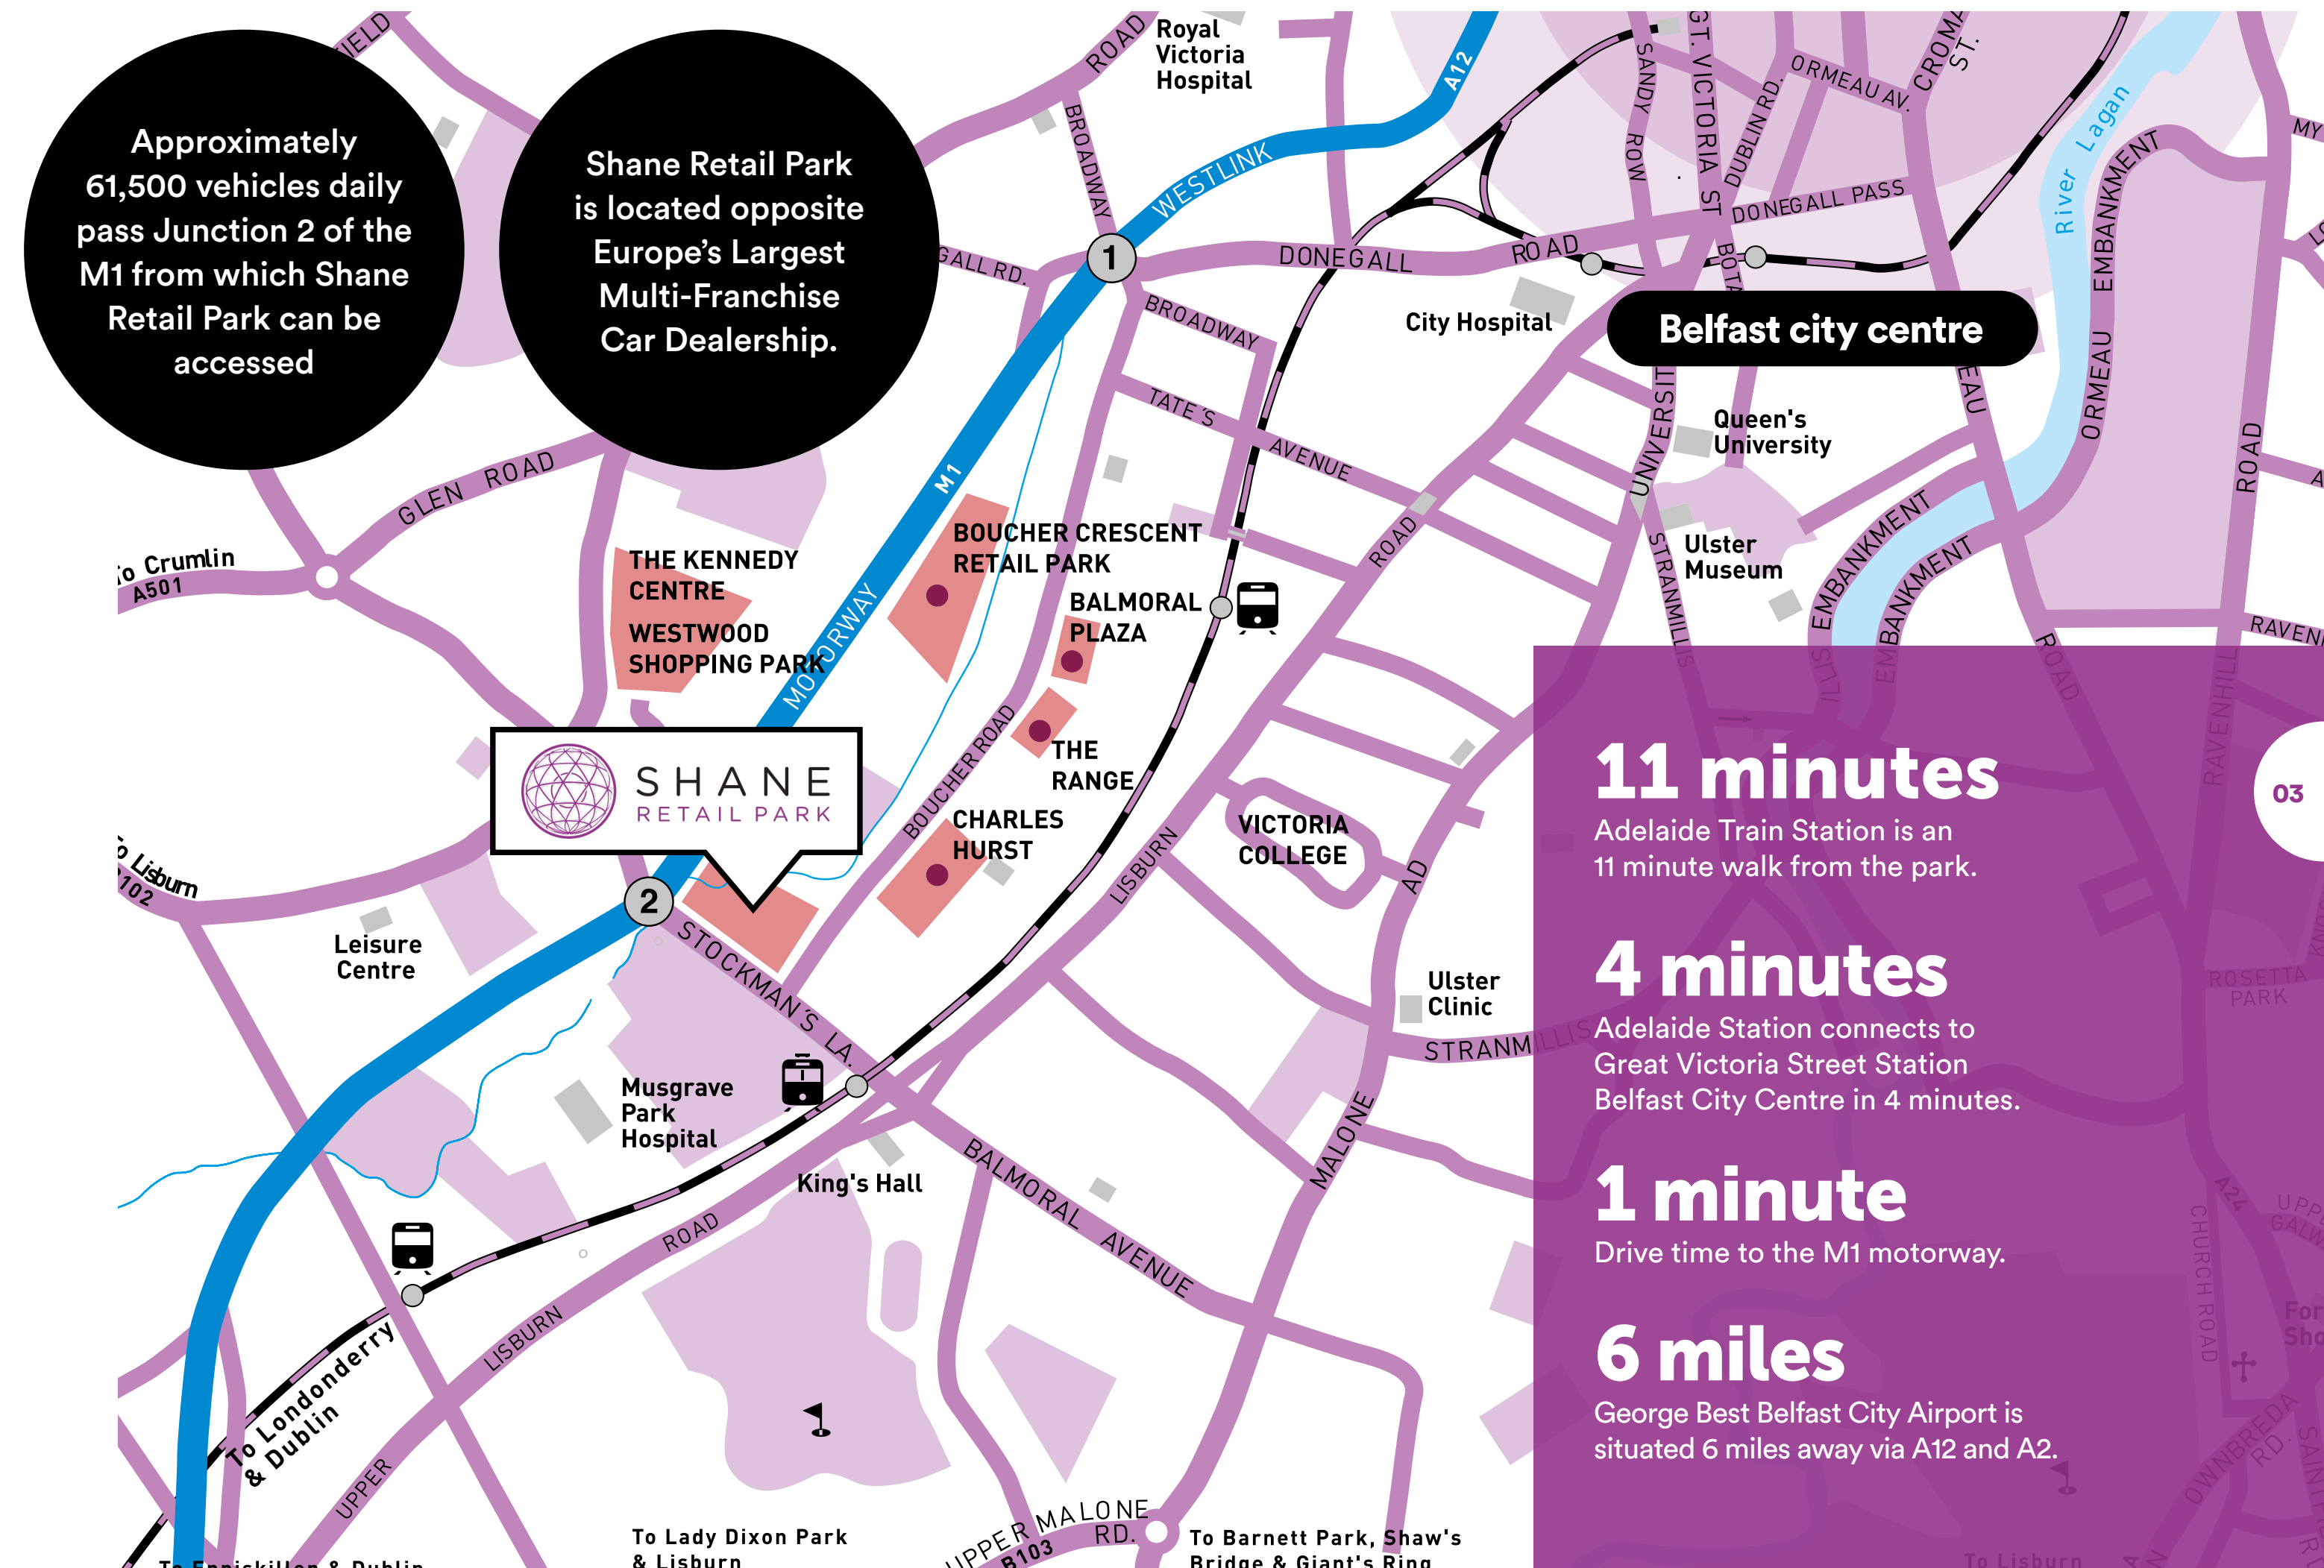 Approximately
61,500 vehicles daily
pass Junction 2 of the
M1 from which Shane
Retail Park can be
accessed
Shane Retail Park
is located opposite
Europe's Largest
Multi-Franchise
Car Dealership.
ROAD
Royal
Victoria
Hospital
A12
WESTLINK
BROADWAY
SANDY ROW
GT. VICTORIA ST
DUBLIN RD.
ORMEAU AV.
ST.
DONEGALL PASS
River Lagan
ORMEAU EMBANKMENT
1
DONEGALL ROAD
BROADWAY
City Hospital
Belfast city centre
TATE'S AVENUE
Queen's
University
ROAD
GLEN ROAD
M1
MOTORWAY
Crumlin
A501
THE KENNEDY
CENTRE
WESTWOOD
SHOPPING PARK
BOUCHER CRESCENT
RETAIL PARK
BALMORAL
PLAZA
ROAD
Ulster
Museum
STRANMILLIS
EMBANKMENT
EMBANKMENT
ROAD
RAVENHILL
SHANE
RETAIL PARK
BOUCHER ROAD
THE
RANGE
CHARLES
HURST
LISBURN
VICTORIA
COLLEGE
Lisburn
2
Leisure
Centre
STOCKMAN'S LA.
Ulster
Clinic
STRANMILLIS
Musgrave
Park
Hospital
King's Hall
MALONE
BALMORAL AVENUE
ROAD
LISBURN
UPPER
To Londonderry
& Dublin
To Lady Dixon Park
& Lisburn
UPPER MALONE
RD.
B103
To Barnett Park, Shaw's
Bridge & Giant's Ring
11 minutes
Adelaide Train Station is an
11 minute walk from the park.
4 minutes
Adelaide Station connects to
Great Victoria Street Station
Belfast City Centre in 4 minutes.
1 minute
Drive time to the M1 motorway.
6 miles
George Best Belfast City Airport is
situated 6 miles away via A12 and A2.
03
ROSETTA
PARK
A24
CHURCH ROAD
OWNBREDA
RD.
To Lisburn